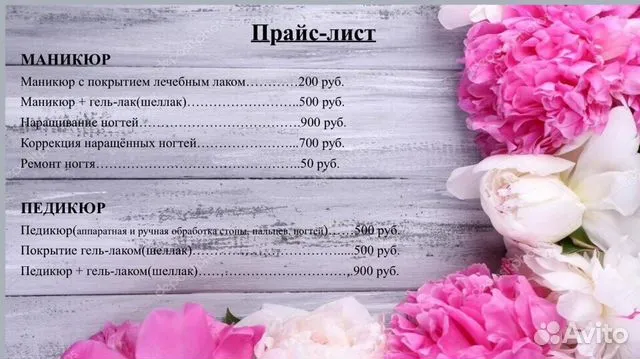 Прайс-лист
МАНИКЮР
Маникюр с покрытием лечебным лаком…………200 руб.
Маникюр + гель-лак(шеллак)…………………..500 руб.
Наращивание ногтей……………………………900 руб.
Коррекция наращённых ногтей………………...700 руб.
Ремонт ногтя……………………………………50 руб.
ПЕДИКЮР
Педикюр(аппаратная и ручная обработка стопы, пальцев, ногтей)……500 руб.
Покрытие гель-лаком(шеллак)…………………………....500 руб.
Педикюр + гель-лаком(шеллак)…………………………..900 руб.
Avito